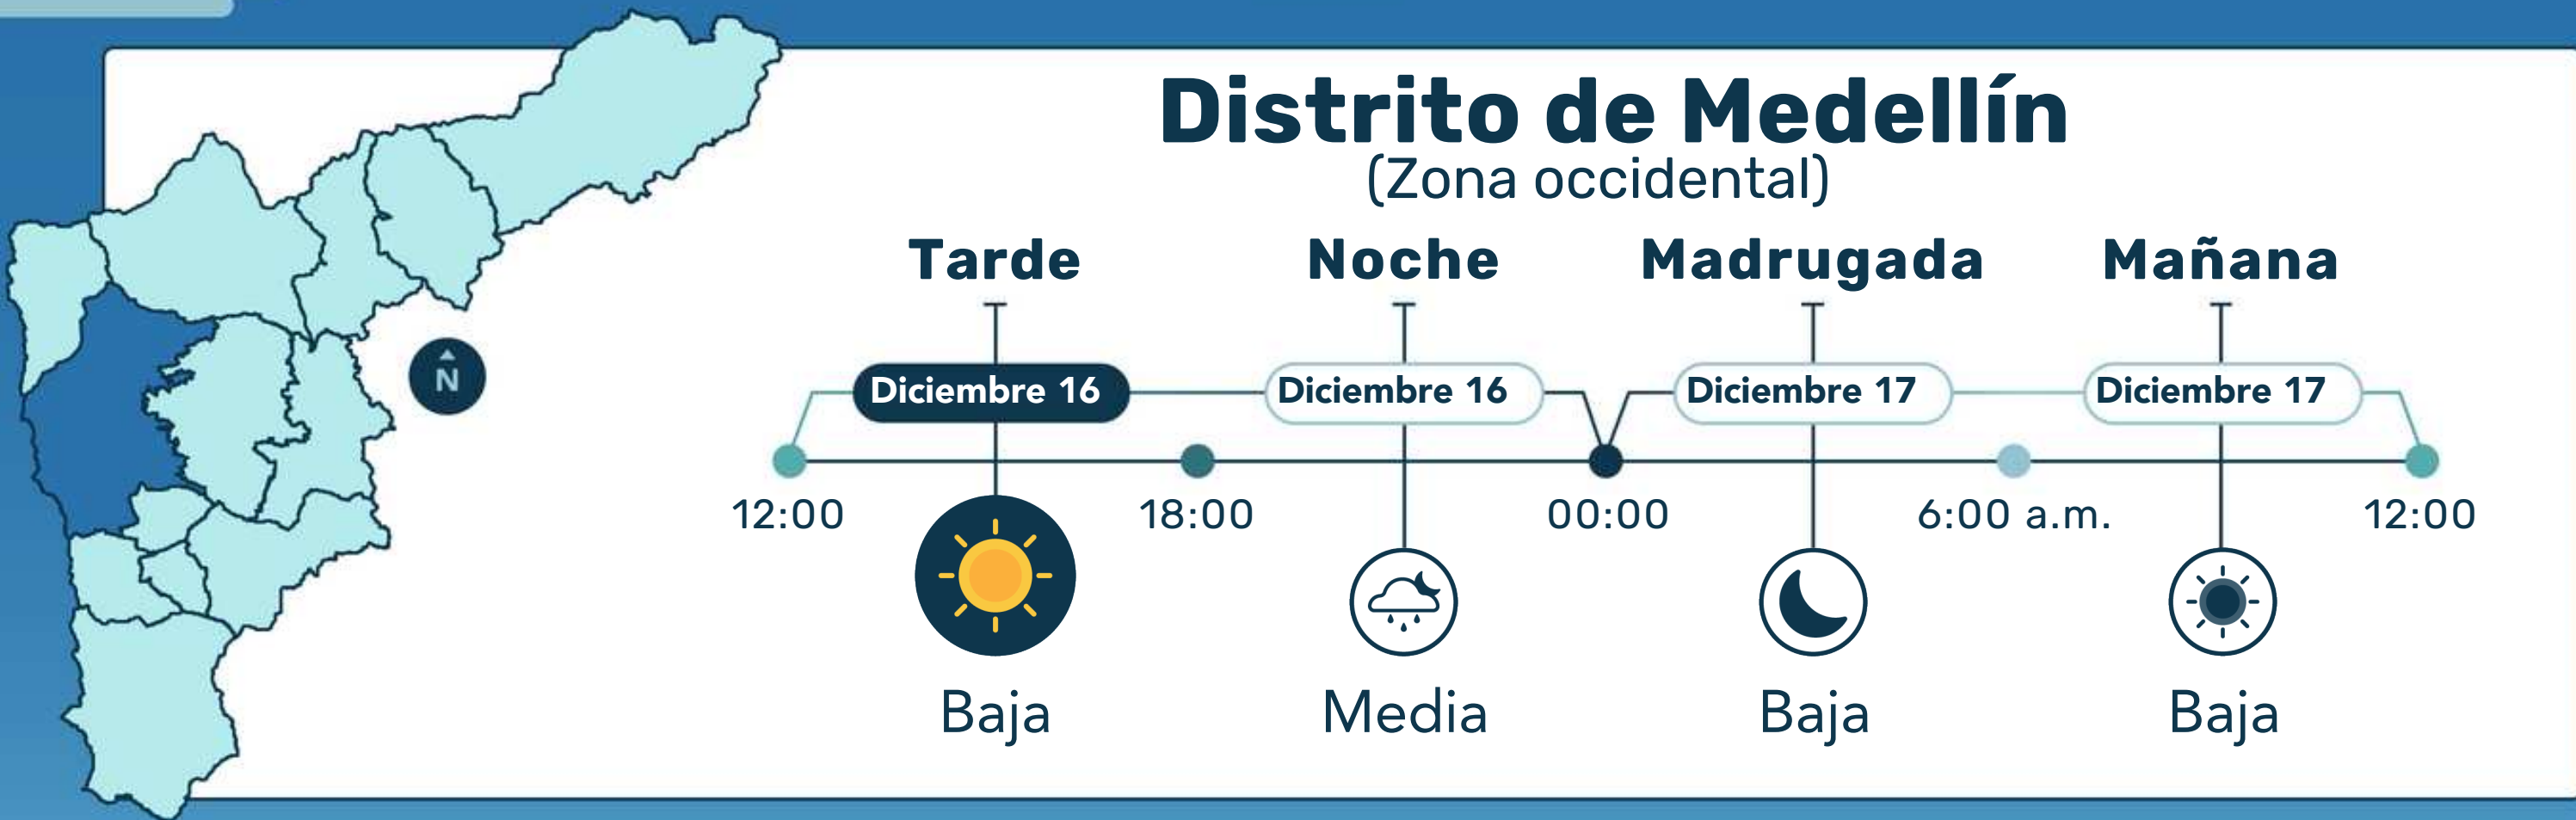 Distrito de Medellín
(Zona occidental)
Tarde Noche Madrugada Mañana
Diciembre 16 Diciembre 16 Diciembre 17 Diciembre 17
N
12:00 18:00 00:00 6:00 a.m. 12:00
Baja Media Baja Baja